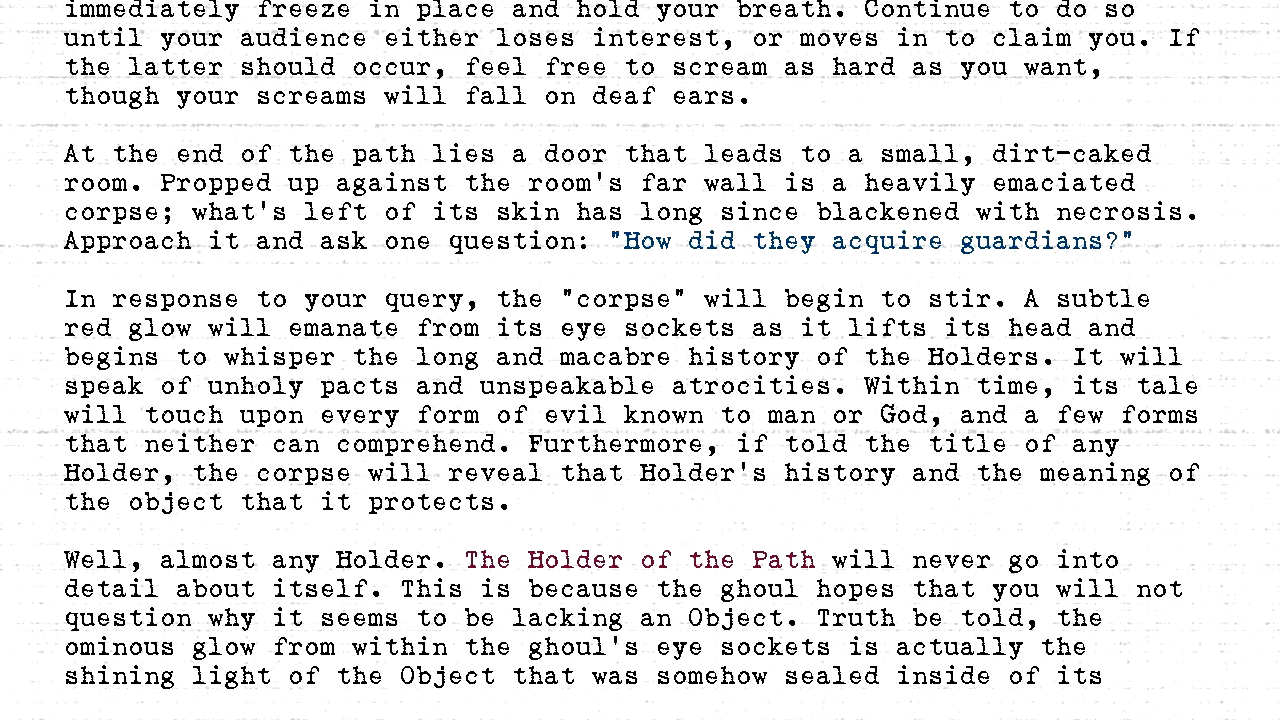 immediately freeze in place and hold your breath. Continue to do so
until your audience either loses interest, or moves in to claim you. If
the latter should occur, feel free to scream as hard as you want,
though your screams will fall on deaf ears.
At the end of the path lies a door that leads to a small, dirt-caked
room. Propped up against the room's far wall is a heavily emaciated
corpse; what's left of its skin has long since blackened with necrosis.
Approach it and ask one question: "How did they acquire guardians?"
In response to your query, the "corpse" will begin to stir. A subtle
red glow will emanate from its eye sockets as it lifts its head and
begins to whisper the long and macabre history of the Holders. It will
speak of unholy pacts and unspeakable atrocities. Within time, its tale
will touch upon every form of evil known to man or God, and a few forms
that neither can comprehend. Furthermore, if told the title of any
Holder, the corpse will reveal that Holder's history and the meaning of
the object that it protects.
Well, almost any Holder. The Holder of the Path will never go into
detail about itself. This is because the ghoul hopes that you will not
question why it seems to be lacking an Object. Truth be told, the
ominous glow from within the ghoul's eye sockets is actually the
shining light of the Object that was somehow sealed inside of its